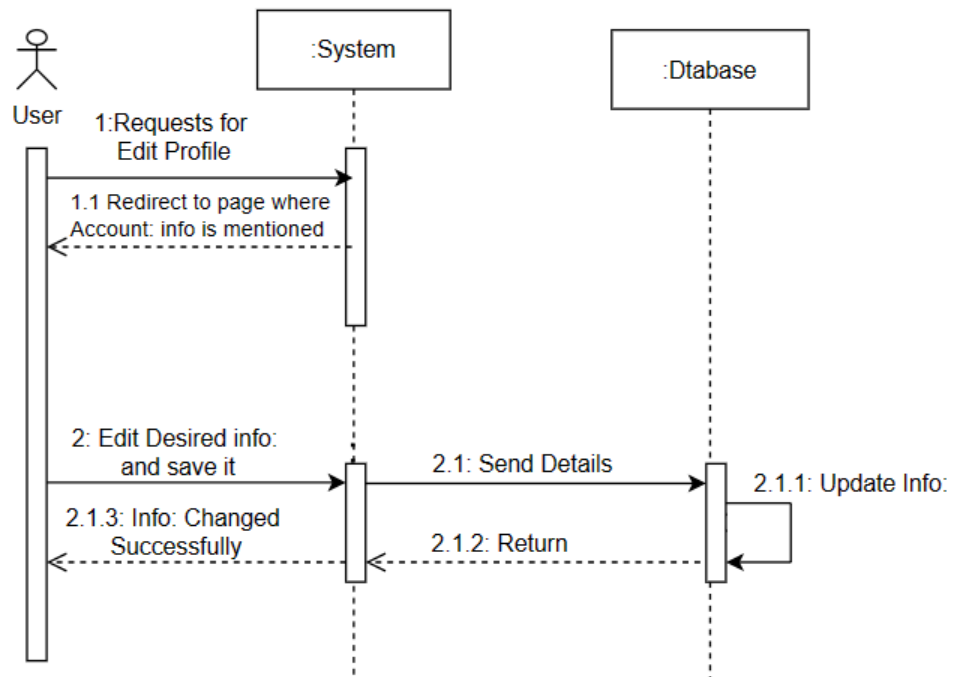 :System
:Dtabase
User
1:Requests for
Edit Profile
1.1 Redirect to page where
Account: info is mentioned
2: Edit Desired info:
and save it
2.1: Send Details
2.1.1: Update Info:
2.1.3: Info: Changed
Successfully
2.1.2: Return